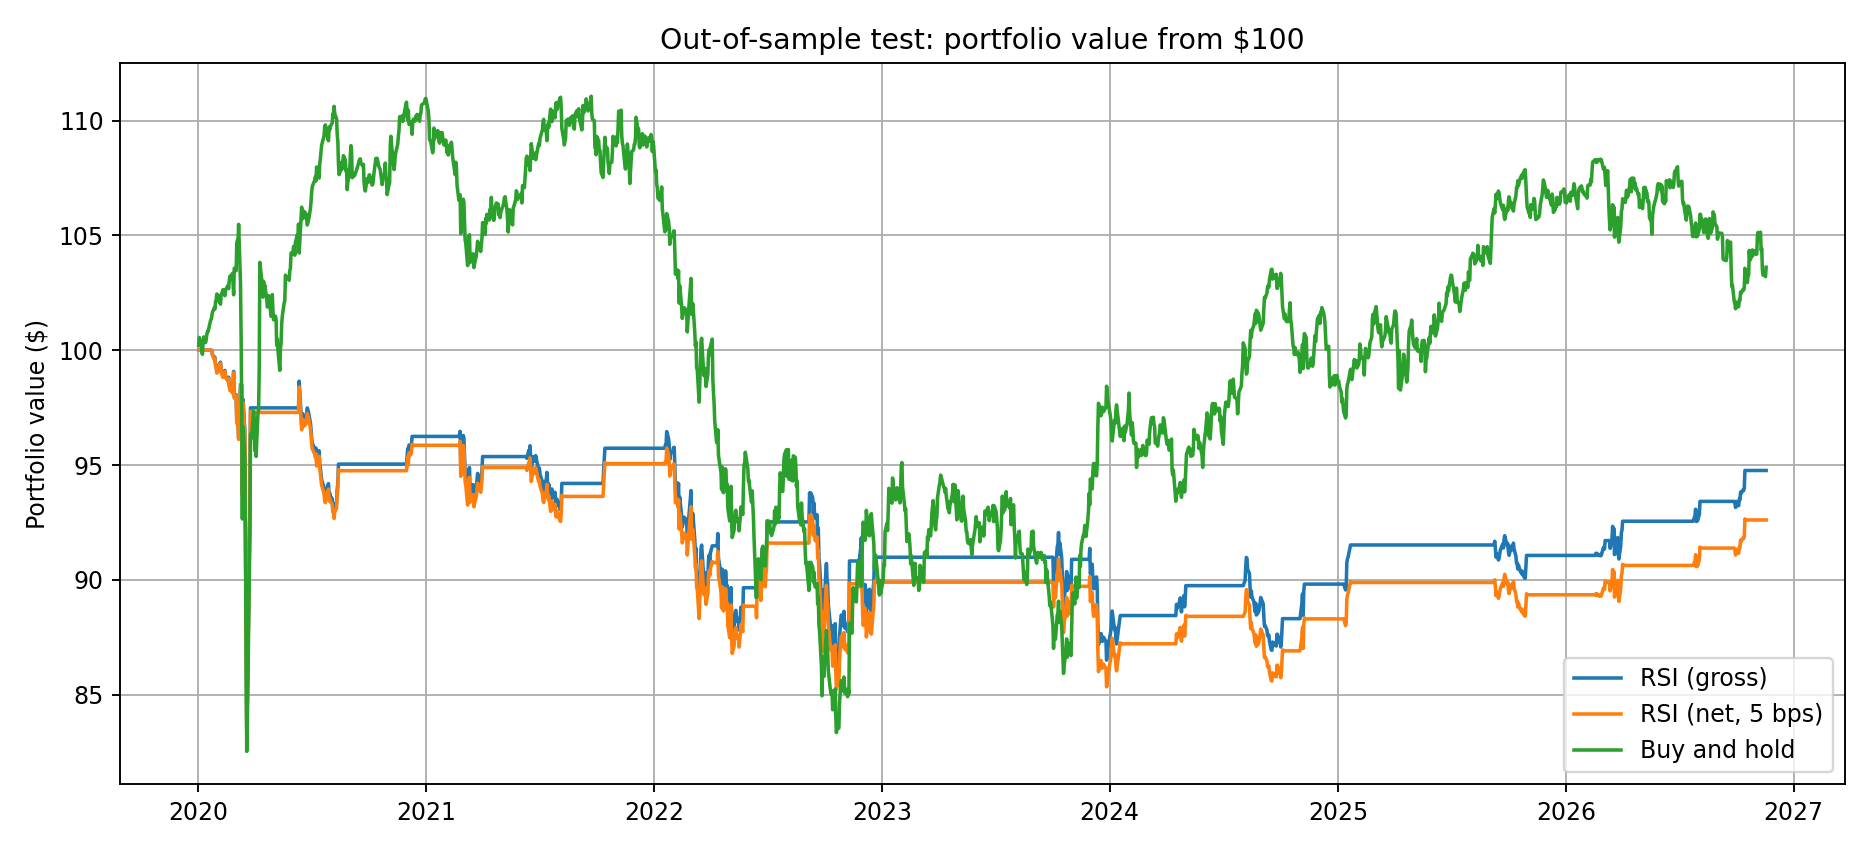 Out-of-sample test: portfolio value from $100
Portfolio value ($)
110
105
100
95
90
85
2020
2021
2022
2023
2024
2025
2026
2027
RSI (gross)
RSI (net, 5 bps)
Buy and hold